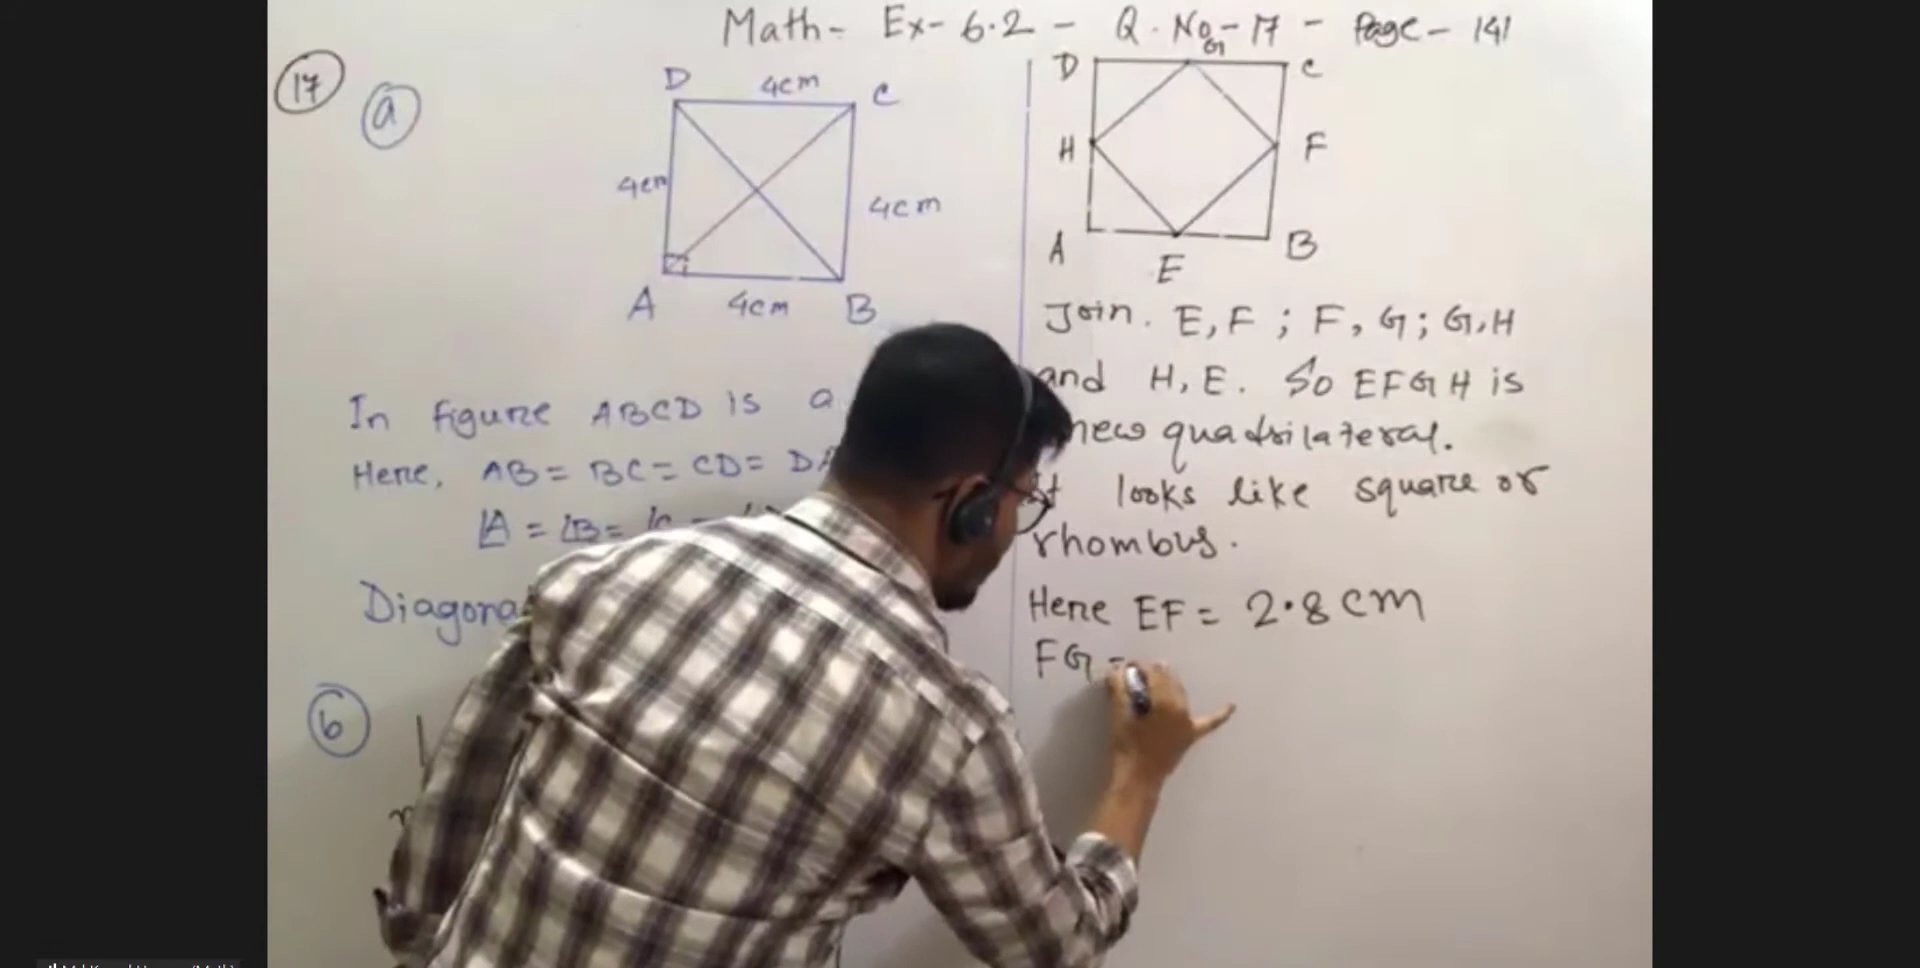 Math- Ex- 6.2 - Q. No-17 - Page- 141
17
a
D 4cm C
4cm
4cm
A 4cm B
In figure ABCD is a
Here, AB = BC = CD = DA
∠A = ∠B = ∠C =
b
G
D C
H F
A B
E
Join. E, F ; F, G ; G, H
and H, E. So EFGH is
new quadrilateral.
It looks like square or
rhombus.
Here EF = 2.8 cm
FG =